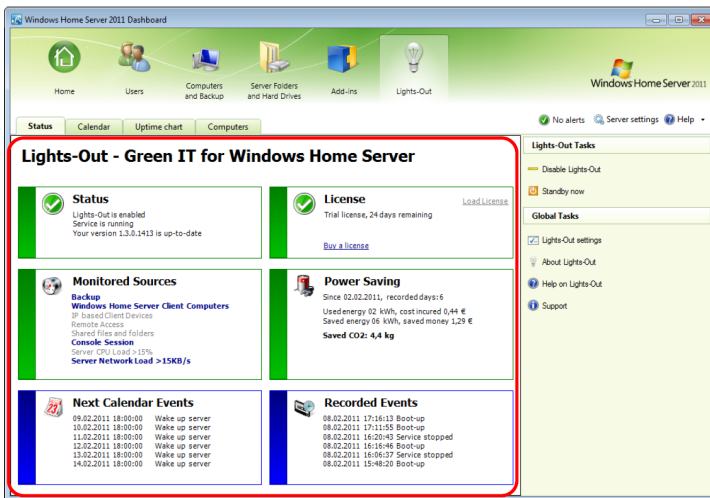 Windows Home Server 2011 Dashboard
Home
Users
Computers
and Backup
Server Folders
and Hard Drives
Add-ins
Lights-Out
Windows Home Server 2011
Status
Calendar
Uptime chart
Computers
No alerts
Server settings
Help
Lights-Out - Green IT for Windows Home Server
Status
Lights-Out is enabled
Service is running
Your version 1.3.0.1413 is up-to-date
License
Load License
Trial license, 24 days remaining
Buy a license
Monitored Sources
Backup
Windows Home Server Client Computers
IP based Client Devices
Remote Access
Shared files and folders
Console Session
Server CPU Load >15%
Server Network Load >15KB/s
Power Saving
Since 02.02.2011, recorded days: 6
Used energy 02 kWh, cost incured 0,44 €
Saved energy 06 kWh, saved money 1,29 €
Saved CO2: 4,4 kg
Next Calendar Events
09.02.2011 18:00:00 Wake up server
10.02.2011 18:00:00 Wake up server
11.02.2011 18:00:00 Wake up server
12.02.2011 18:00:00 Wake up server
13.02.2011 18:00:00 Wake up server
14.02.2011 18:00:00 Wake up server
Recorded Events
08.02.2011 17:16:13 Boot-up
08.02.2011 17:11:55 Boot-up
08.02.2011 16:20:43 Service stopped
08.02.2011 16:16:46 Boot-up
08.02.2011 16:06:37 Service stopped
08.02.2011 15:48:20 Boot-up
Lights-Out Tasks
Disable Lights-Out
Standby now
Global Tasks
Lights-Out settings
About Lights-Out
Help on Lights-Out
Support